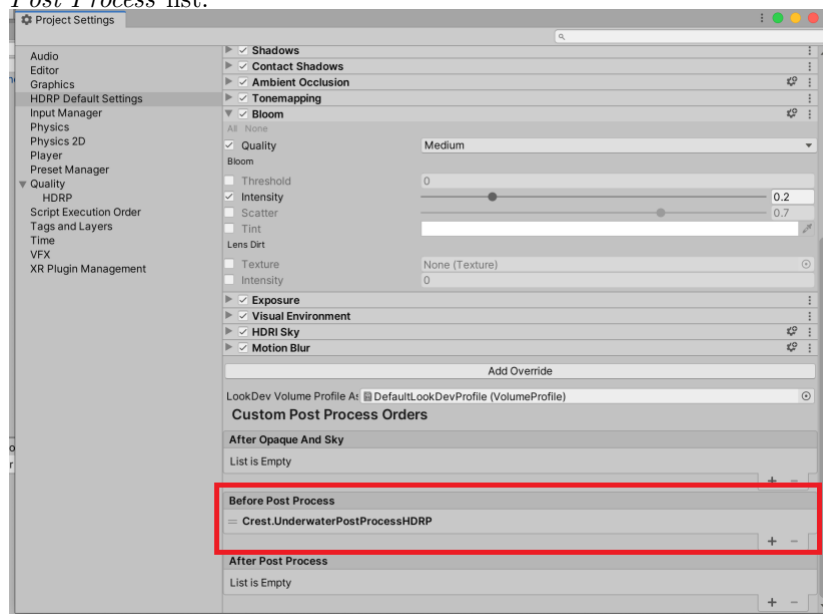 Post Process list.
Project Settings
Audio
Editor
Graphics
HDRP Default Settings
Input Manager
Physics
Physics 2D
Player
Preset Manager
Quality
HDRP
Script Execution Order
Tags and Layers
Time
VFX
XR Plugin Management
Shadows
Contact Shadows
Ambient Occlusion
Tonemapping
Bloom
All None
Quality Medium
Bloom
Threshold 0
Intensity 0.2
Scatter 0.7
Tint
Lens Dirt
Texture None (Texture)
Intensity 0
Exposure
Visual Environment
HDRI Sky
Motion Blur
Add Override
LookDev Volume Profile As DefaultLookDevProfile (VolumeProfile)
Custom Post Process Orders
After Opaque And Sky
List is Empty
+ −
Before Post Process
= Crest.UnderwaterPostProcessHDRP
+ −
After Post Process
List is Empty
+ −